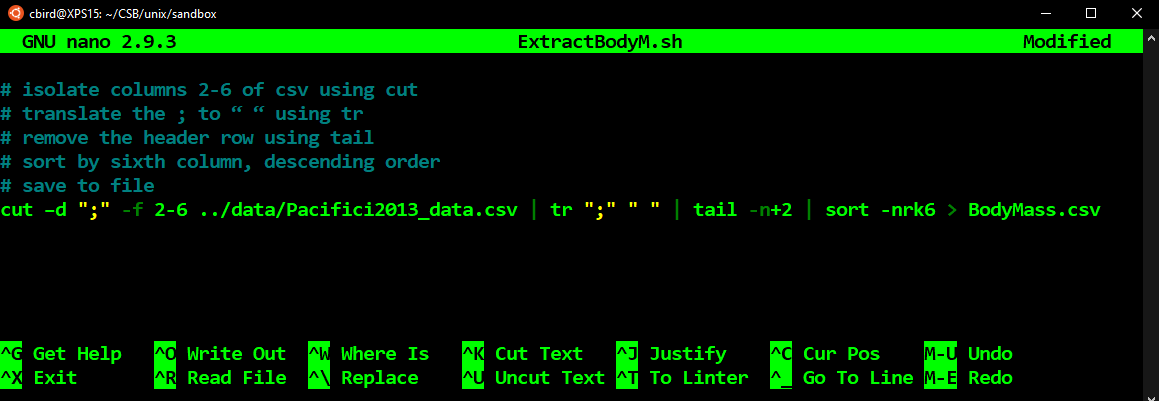 cbird@XPS15: ~/CSB/unix/sandbox
GNU nano 2.9.3 ExtractBodyM.sh Modified
# isolate columns 2-6 of csv using cut
# translate the ; to “ “ using tr
# remove the header row using tail
# sort by sixth column, descending order
# save to file
cut –d ";" -f 2-6 ../data/Pacifici2013_data.csv | tr ";" " " | tail -n+2 | sort -nrk6 > BodyMass.csv
^G Get Help ^O Write Out ^W Where Is ^K Cut Text ^J Justify ^C Cur Pos M-U Undo
^X Exit ^R Read File ^\ Replace ^U Uncut Text ^T To Linter ^_ Go To Line M-E Redo